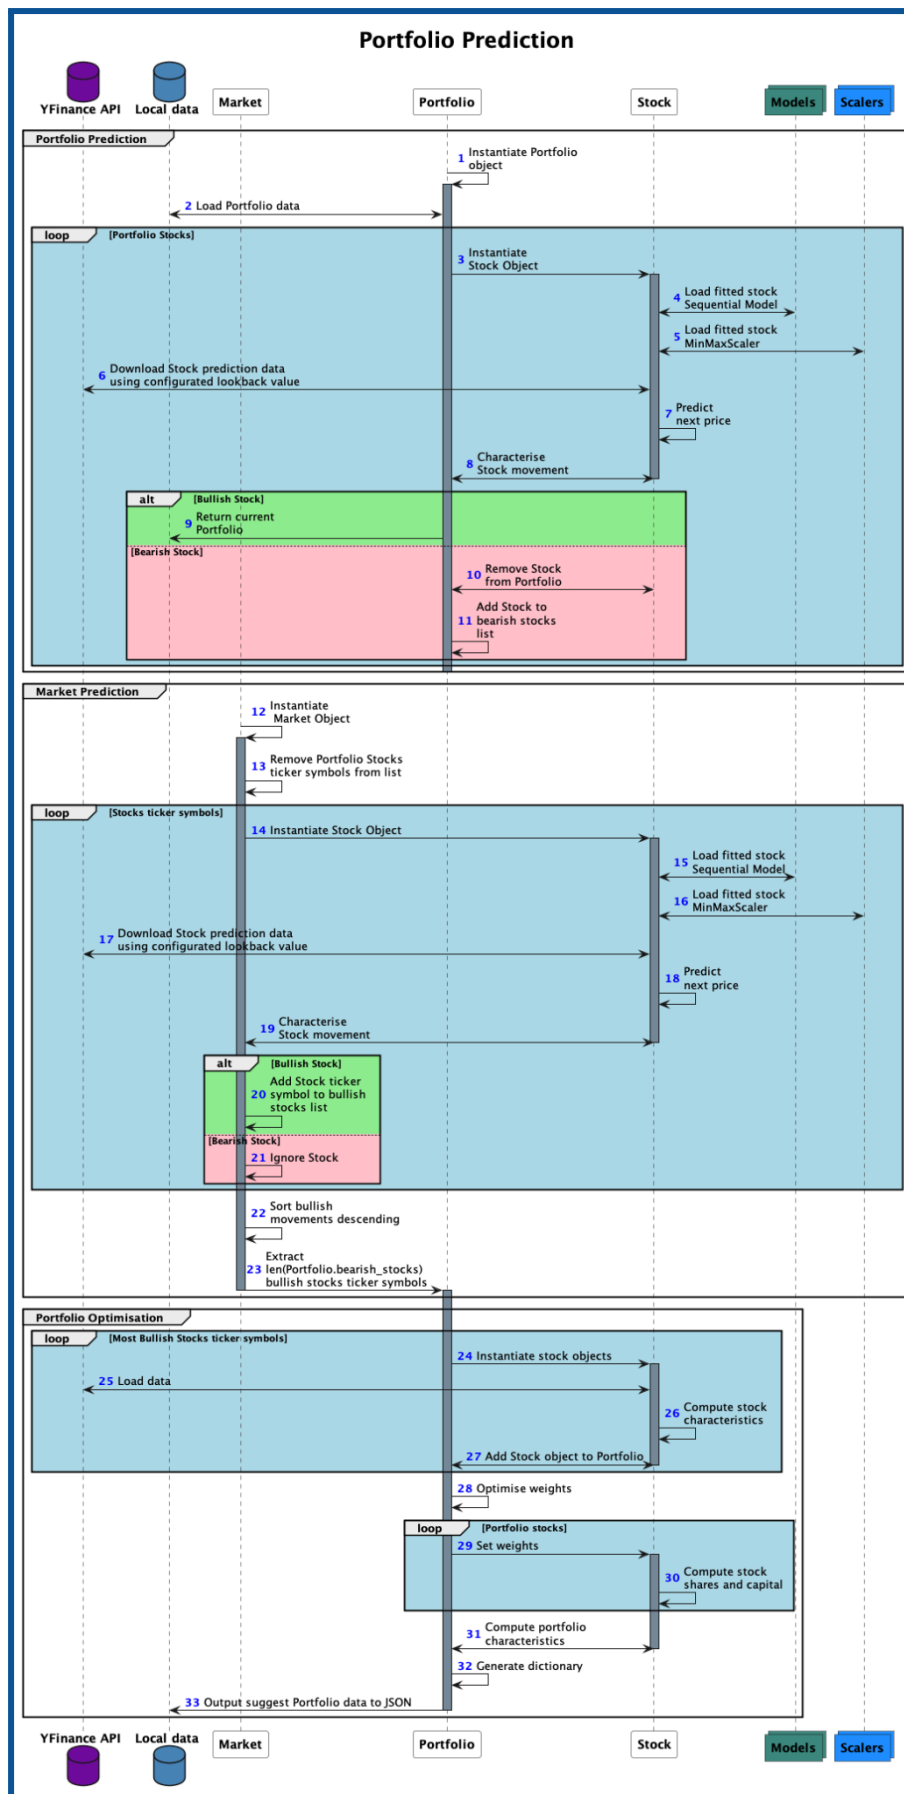 Portfolio Prediction
YFinance API
Local data
Market
Portfolio
Stock
Models
Scalers
Portfolio Prediction
1 Instantiate Portfolio
object
2 Load Portfolio data
loop [Portfolio Stocks]
3 Instantiate
Stock Object
4 Load fitted stock
Sequential Model
5 Load fitted stock
MinMaxScaler
6 Download Stock prediction data
using configurated lookback value
7 Predict
next price
8 Characterise
Stock movement
alt [Bullish Stock]
9 Return current
Portfolio
[Bearish Stock]
10 Remove Stock
from Portfolio
11 Add Stock to
bearish stocks
list
Market Prediction
12 Instantiate
Market Object
13 Remove Portfolio Stocks
ticker symbols from list
loop [Stocks ticker symbols]
14 Instantiate Stock Object
15 Load fitted stock
Sequential Model
16 Load fitted stock
MinMaxScaler
17 Download Stock prediction data
using configurated lookback value
18 Predict
next price
19 Characterise
Stock movement
alt [Bullish Stock]
20 Add Stock ticker
symbol to bullish
stocks list
[Bearish Stock]
21 Ignore Stock
22 Sort bullish
movements descending
23 Extract
len(Portfolio.bearish_stocks)
bullish stocks ticker symbols
Portfolio Optimisation
loop [Most Bullish Stocks ticker symbols]
24 Instantiate stock objects
25 Load data
26 Compute stock
characteristics
27 Add Stock object to Portfolio
28 Optimise weights
loop [Portfolio stocks]
29 Set weights
30 Compute stock
shares and capital
31 Compute portfolio
characteristics
32 Generate dictionary
33 Output suggest Portfolio data to JSON
YFinance API
Local data
Market
Portfolio
Stock
Models
Scalers